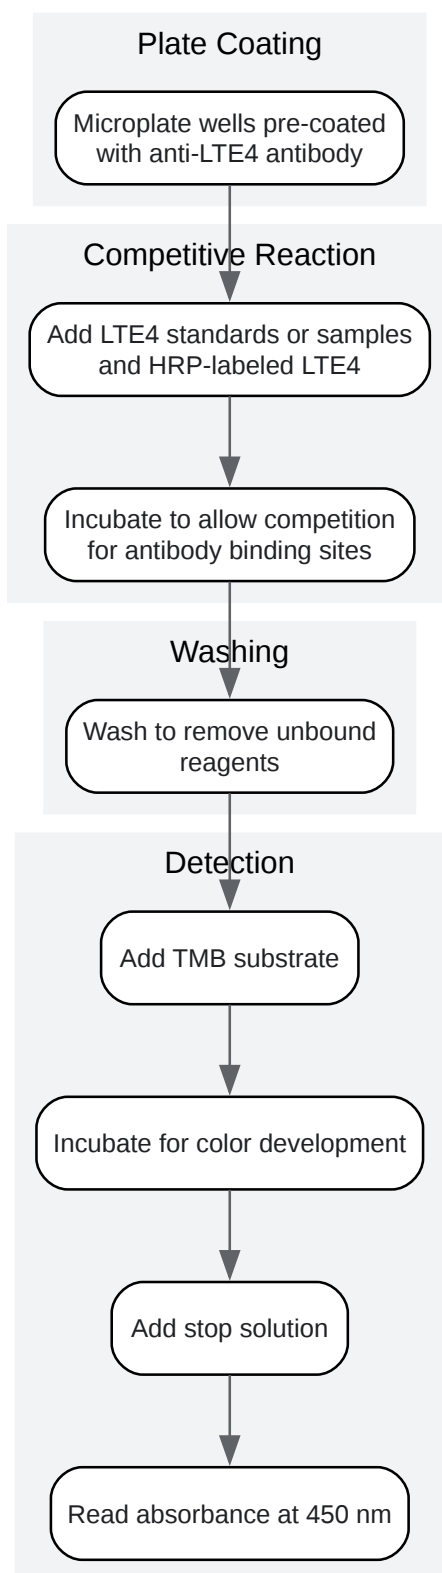 Plate Coating
Microplate wells pre-coated
with anti-LTE4 antibody
Competitive Reaction
Add LTE4 standards or samples
and HRP-labeled LTE4
Incubate to allow competition
for antibody binding sites
Washing
Wash to remove unbound
reagents
Detection
Add TMB substrate
Incubate for color development
Add stop solution
Read absorbance at 450 nm